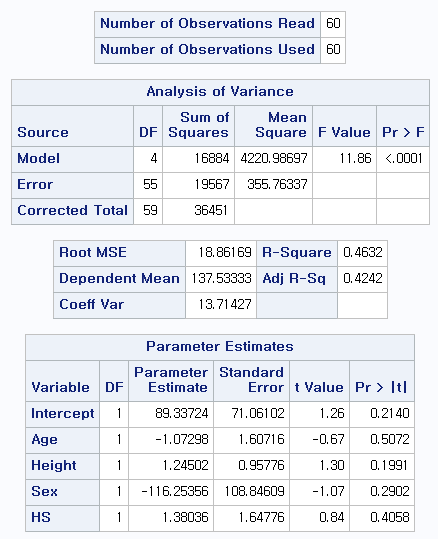 Number of Observations Read 60
Number of Observations Used 60
Analysis of Variance
Source DF Sum of Squares Mean Square F Value Pr > F
Model 4 16884 4220.98697 11.86 <.0001
Error 55 19567 355.76337
Corrected Total 59 36451
Root MSE 18.86169 R-Square 0.4632
Dependent Mean 137.53333 Adj R-Sq 0.4242
Coeff Var 13.71427
Parameter Estimates
Variable DF Parameter Estimate Standard Error t Value Pr > |t|
Intercept 1 89.33724 71.06102 1.26 0.2140
Age 1 -1.07298 1.60716 -0.67 0.5072
Height 1 1.24502 0.95776 1.30 0.1991
Sex 1 -116.25356 108.84609 -1.07 0.2902
HS 1 1.38036 1.64776 0.84 0.4058